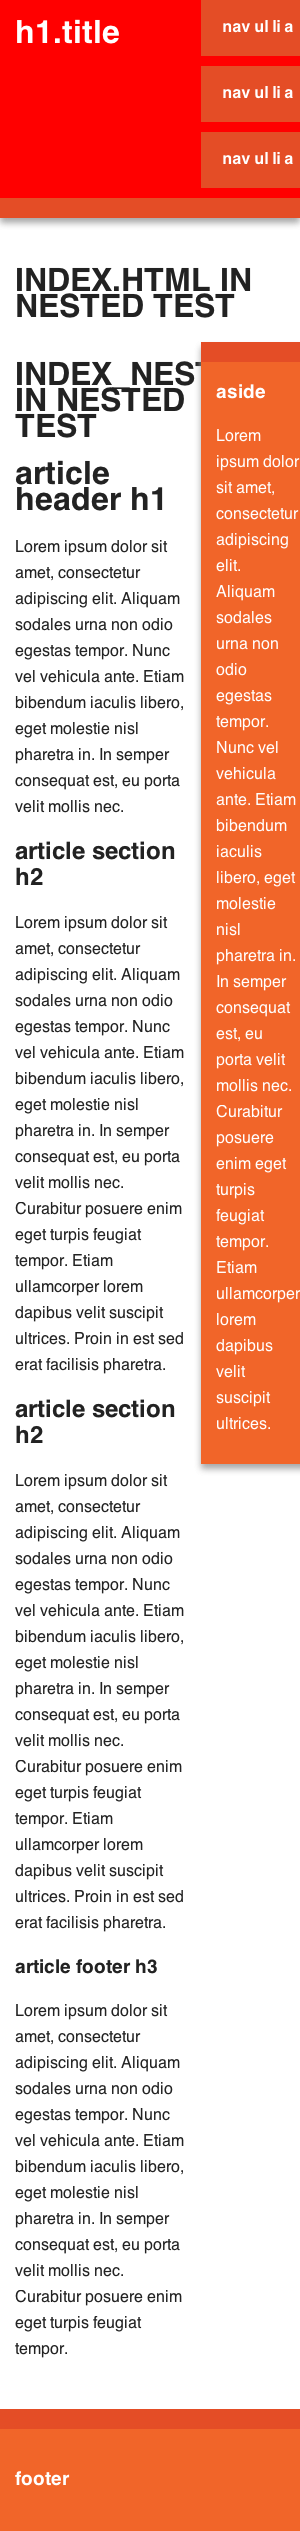 h1.title
nav ul li a
nav ul li a
nav ul li a
INDEX.HTML IN
NESTED TEST
INDEX_NEST
IN NESTED
TEST
article
header h1
Lorem ipsum dolor sit
amet, consectetur
adipiscing elit. Aliquam
sodales urna non odio
egestas tempor. Nunc
vel vehicula ante. Etiam
bibendum iaculis libero,
eget molestie nisl
pharetra in. In semper
consequat est, eu porta
velit mollis nec.
article section
h2
Lorem ipsum dolor sit
amet, consectetur
adipiscing elit. Aliquam
sodales urna non odio
egestas tempor. Nunc
vel vehicula ante. Etiam
bibendum iaculis libero,
eget molestie nisl
pharetra in. In semper
consequat est, eu porta
velit mollis nec.
Curabitur posuere enim
eget turpis feugiat
tempor. Etiam
ullamcorper lorem
dapibus velit suscipit
ultrices. Proin in est sed
erat facilisis pharetra.
article section
h2
Lorem ipsum dolor sit
amet, consectetur
adipiscing elit. Aliquam
sodales urna non odio
egestas tempor. Nunc
vel vehicula ante. Etiam
bibendum iaculis libero,
eget molestie nisl
pharetra in. In semper
consequat est, eu porta
velit mollis nec.
Curabitur posuere enim
eget turpis feugiat
tempor. Etiam
ullamcorper lorem
dapibus velit suscipit
ultrices. Proin in est sed
erat facilisis pharetra.
article footer h3
Lorem ipsum dolor sit
amet, consectetur
adipiscing elit. Aliquam
sodales urna non odio
egestas tempor. Nunc
vel vehicula ante. Etiam
bibendum iaculis libero,
eget molestie nisl
pharetra in. In semper
consequat est, eu porta
velit mollis nec.
Curabitur posuere enim
eget turpis feugiat
tempor.
aside
Lorem
ipsum dolor
sit amet,
consectetur
adipiscing
elit.
Aliquam
sodales
urna non
odio
egestas
tempor.
Nunc vel
vehicula
ante. Etiam
bibendum
iaculis
libero, eget
molestie
nisl
pharetra in.
In semper
consequat
est, eu
porta velit
mollis nec.
Curabitur
posuere
enim eget
turpis
feugiat
tempor.
Etiam
ullamcorper
lorem
dapibus
velit
suscipit
ultrices.
footer